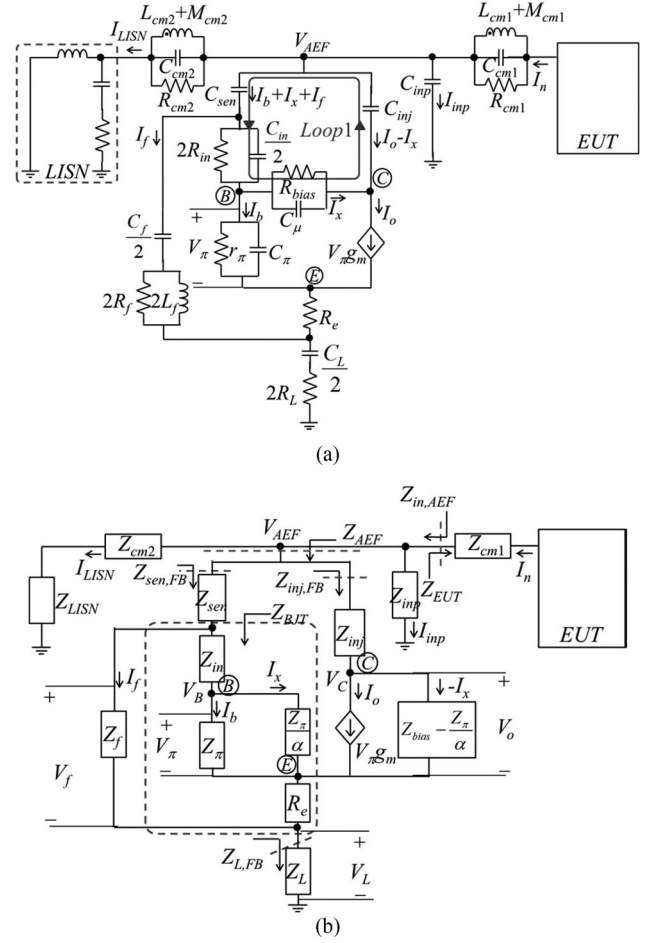 L_cm2+M_cm2
L_cm1+M_cm1
I_LISN
V_AEF
C_cm2
C_cm1
I_n
R_cm2
R_cm1
C_sen
I_b+I_x+I_f
C_inp
I_inp
C_inj
EUT
LISN
I_f
2R_in
C_in/2
Loop1
I_o-I_x
R_bias
B
C
C_μ
I_x
I_o
C_f/2
+
I_b
V_π
r_π
C_π
V_πg_m
−
E
2R_f
2L_f
R_e
C_L/2
2R_L
(a)
Z_in,AEF
V_AEF
Z_AEF
Z_cm2
Z_cm1
I_LISN
Z_sen,FB
Z_inj,FB
Z_EUT
I_n
Z_LISN
Z_sen
Z_BJT
Z_inj
Z_inp
I_inp
EUT
Z_in
C
I_f
V_B
B
I_x
V_C
I_o
-I_x
+
I_b
+
+
Z_f
V_π
Z_π
Z_π/α
V_πg_m
Z_bias − Z_π/α
V_o
V_f
−
E
−
R_e
−
Z_L,FB
Z_L
+
V_L
−
(b)